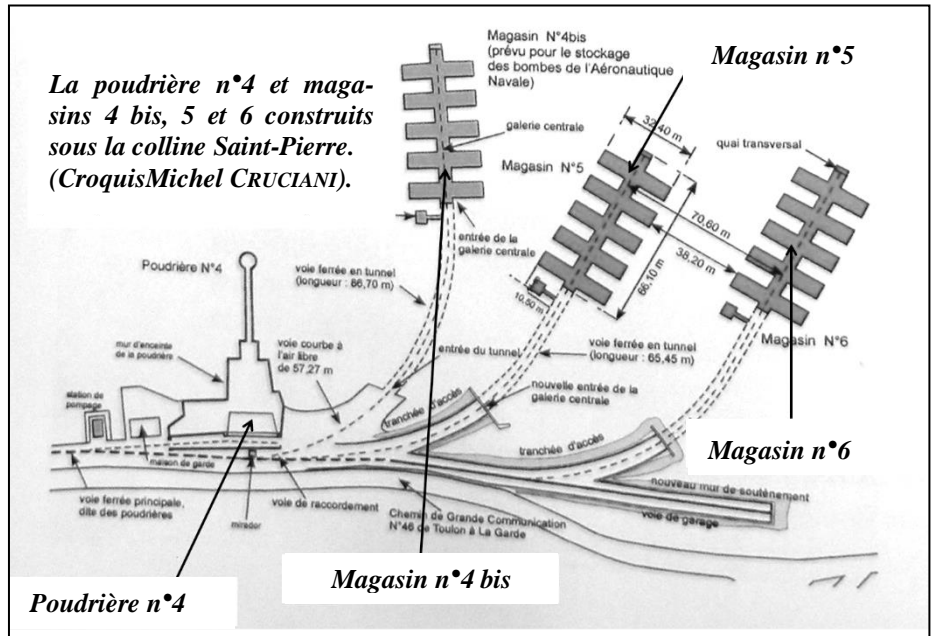 La poudrière n°4 et maga-
sins 4 bis, 5 et 6 construits
sous la colline Saint-Pierre.
(CroquisMichel CRUCIANI).
Magasin N°4bis
(prévu pour le stockage
des bombes de l'Aéronautique
Navale)
Magasin n°5
galerie centrale
Magasin N°5
32,40 m
quai transversal
entrée de la
galerie centrale
70,60 m
38,20 m
66,10 m
Poudrière N°4
voie ferrée en tunnel
(longueur : 86,70 m)
10,50 m
mur d'enceinte
de la poudrière
voie courbe à
l'air libre
de 57,27 m
entrée du tunnel
voie ferrée en tunnel
(longueur : 65,45 m)
Magasin N°6
station de
pompage
nouvelle entrée de la
galerie centrale
tranchée d'accès
tranchée d'accès
Magasin n°6
maison de garde
nouveau mur de soutènement
voie ferrée principale,
dite des poudrières
mirador
voie de raccordement
voie de garage
Chemin de Grande Communication
N°46 de Toulon à La Garde
Magasin n°4 bis
Poudrière n°4